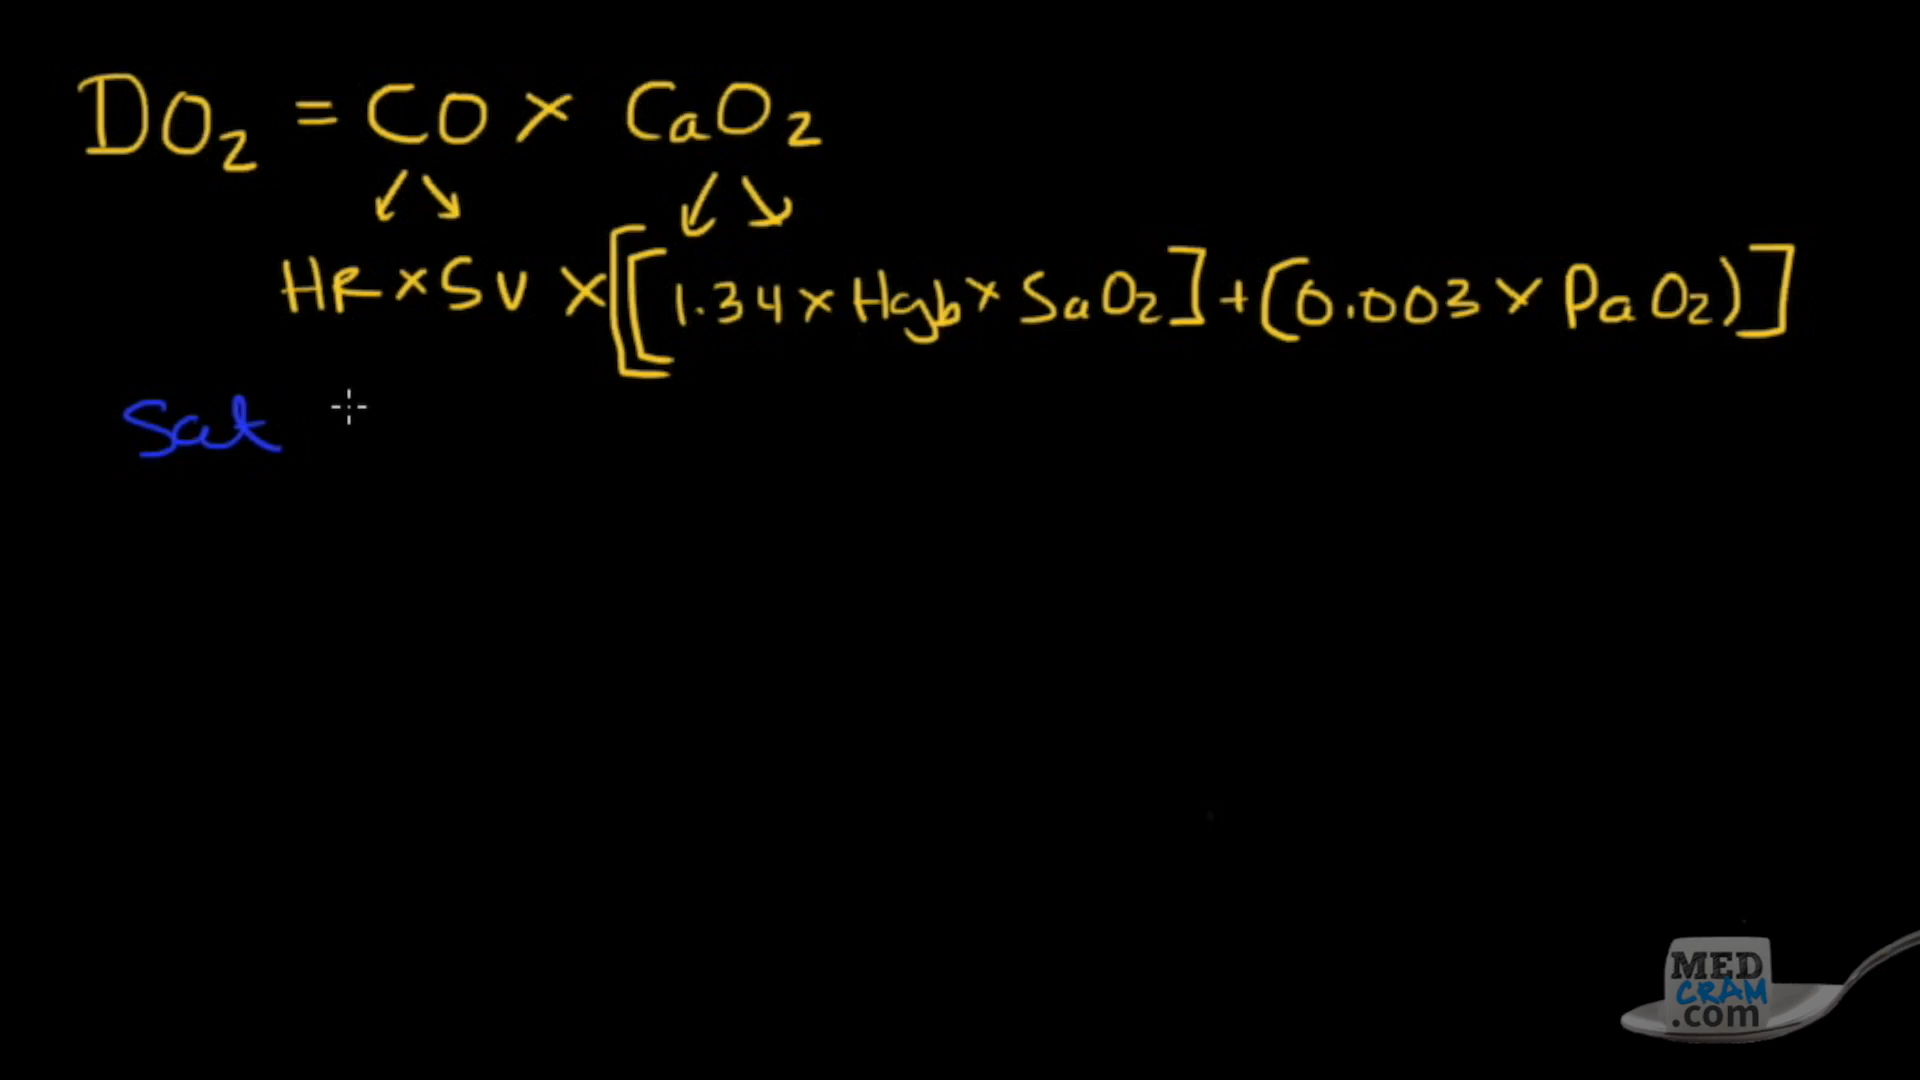 DO₂ = CO × CaO₂
HR × SV × [[1.34 × Hgb × SaO₂] + (0.003 × PaO₂)]
Sat
MED
CRAM
.com